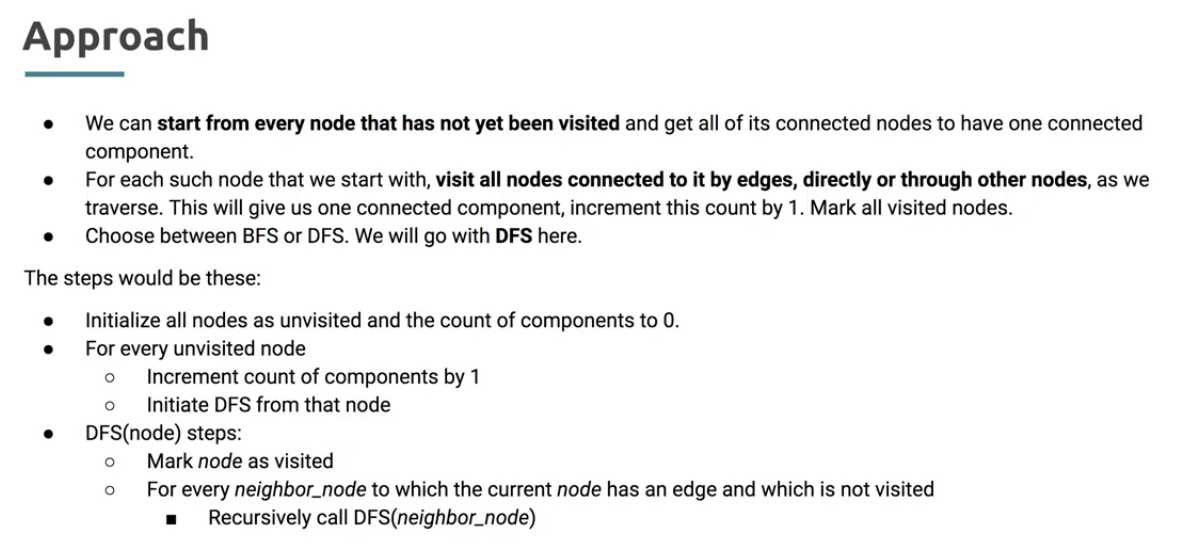 Approach
● We can start from every node that has not yet been visited and get all of its connected nodes to have one connected
component.
● For each such node that we start with, visit all nodes connected to it by edges, directly or through other nodes, as we
traverse. This will give us one connected component, increment this count by 1. Mark all visited nodes.
● Choose between BFS or DFS. We will go with DFS here.
The steps would be these:
● Initialize all nodes as unvisited and the count of components to 0.
● For every unvisited node
○ Increment count of components by 1
○ Initiate DFS from that node
● DFS(node) steps:
○ Mark node as visited
○ For every neighbor_node to which the current node has an edge and which is not visited
■ Recursively call DFS(neighbor_node)